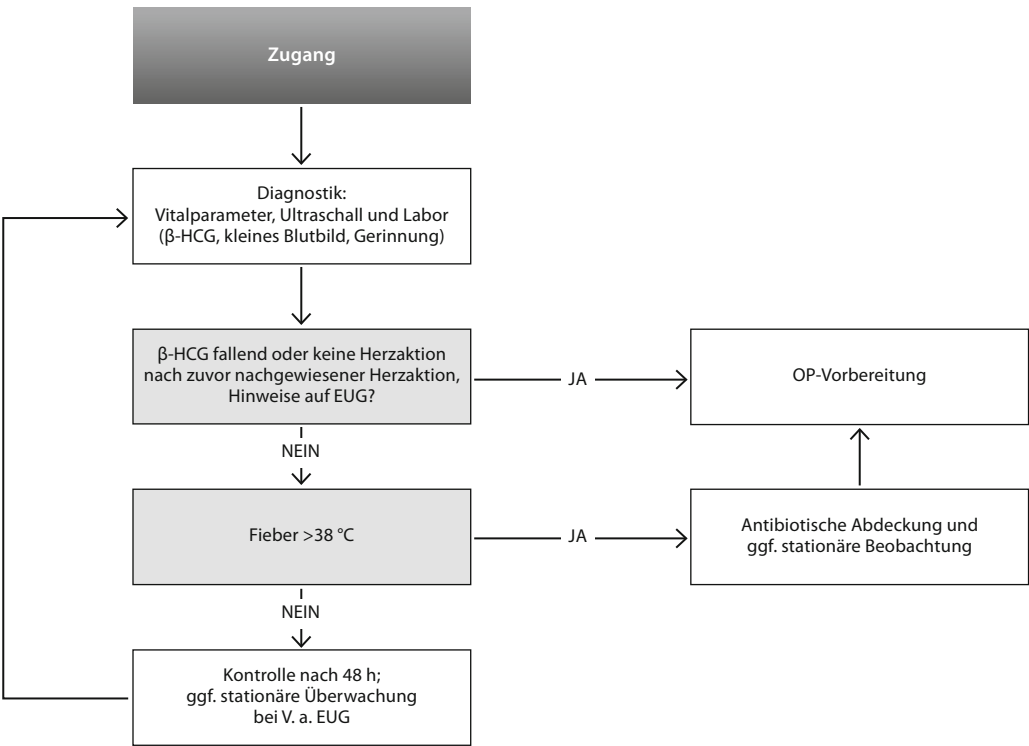 Zugang
Diagnostik:
Vitalparameter, Ultraschall und Labor
(β-HCG, kleines Blutbild, Gerinnung)
β-HCG fallend oder keine Herzaktion
nach zuvor nachgewiesener Herzaktion,
Hinweise auf EUG?
JA
OP-Vorbereitung
NEIN
Fieber >38 °C
JA
Antibiotische Abdeckung und
ggf. stationäre Beobachtung
NEIN
Kontrolle nach 48 h;
ggf. stationäre Überwachung
bei V. a. EUG